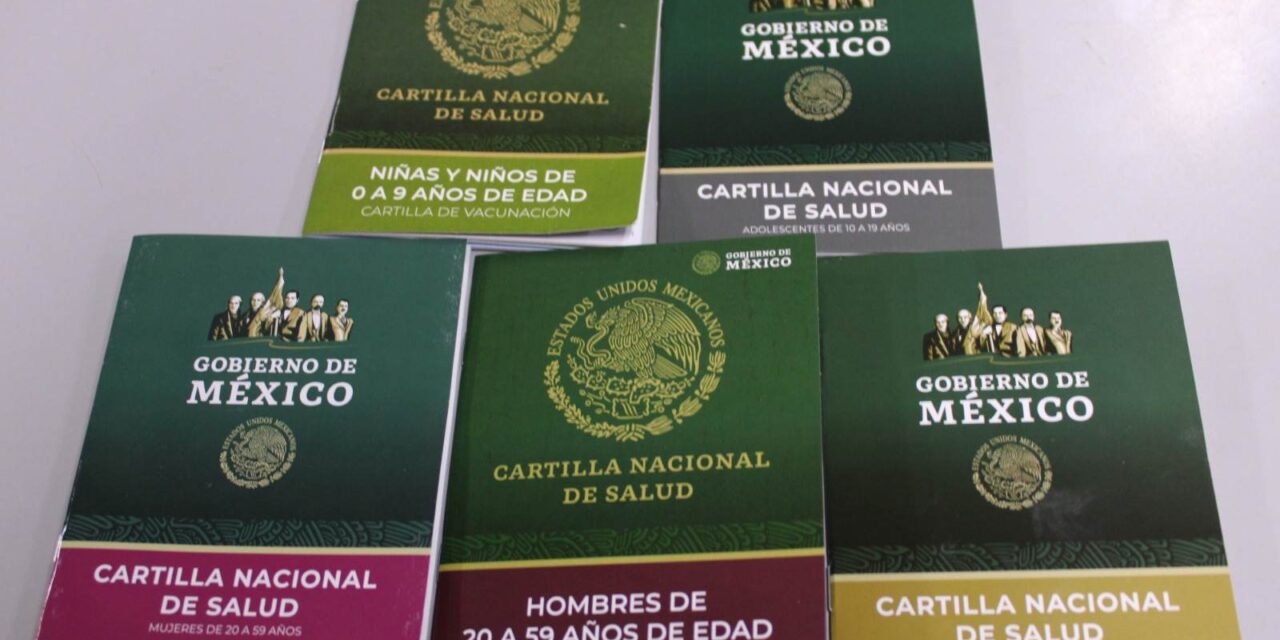 CARTILLA NACIONAL
DE SALUD
NIÑAS Y NIÑOS DE
0 A 9 AÑOS DE EDAD
CARTILLA DE VACUNACIÓN
GOBIERNO DE
MÉXICO
CARTILLA NACIONAL
DE SALUD
ADOLESCENTES DE 10 A 19 AÑOS
GOBIERNO DE
MÉXICO
ESTADOS UNIDOS MEXICANOS
CARTILLA NACIONAL
DE SALUD
MUJERES DE 20 A 59 AÑOS
GOBIERNO DE
MÉXICO
ESTADOS UNIDOS MEXICANOS
CARTILLA NACIONAL
DE SALUD
HOMBRES DE
20 A 59 AÑOS DE EDAD
GOBIERNO DE
MÉXICO
ESTADOS UNIDOS MEXICANOS
CARTILLA NACIONAL
DE SALUD